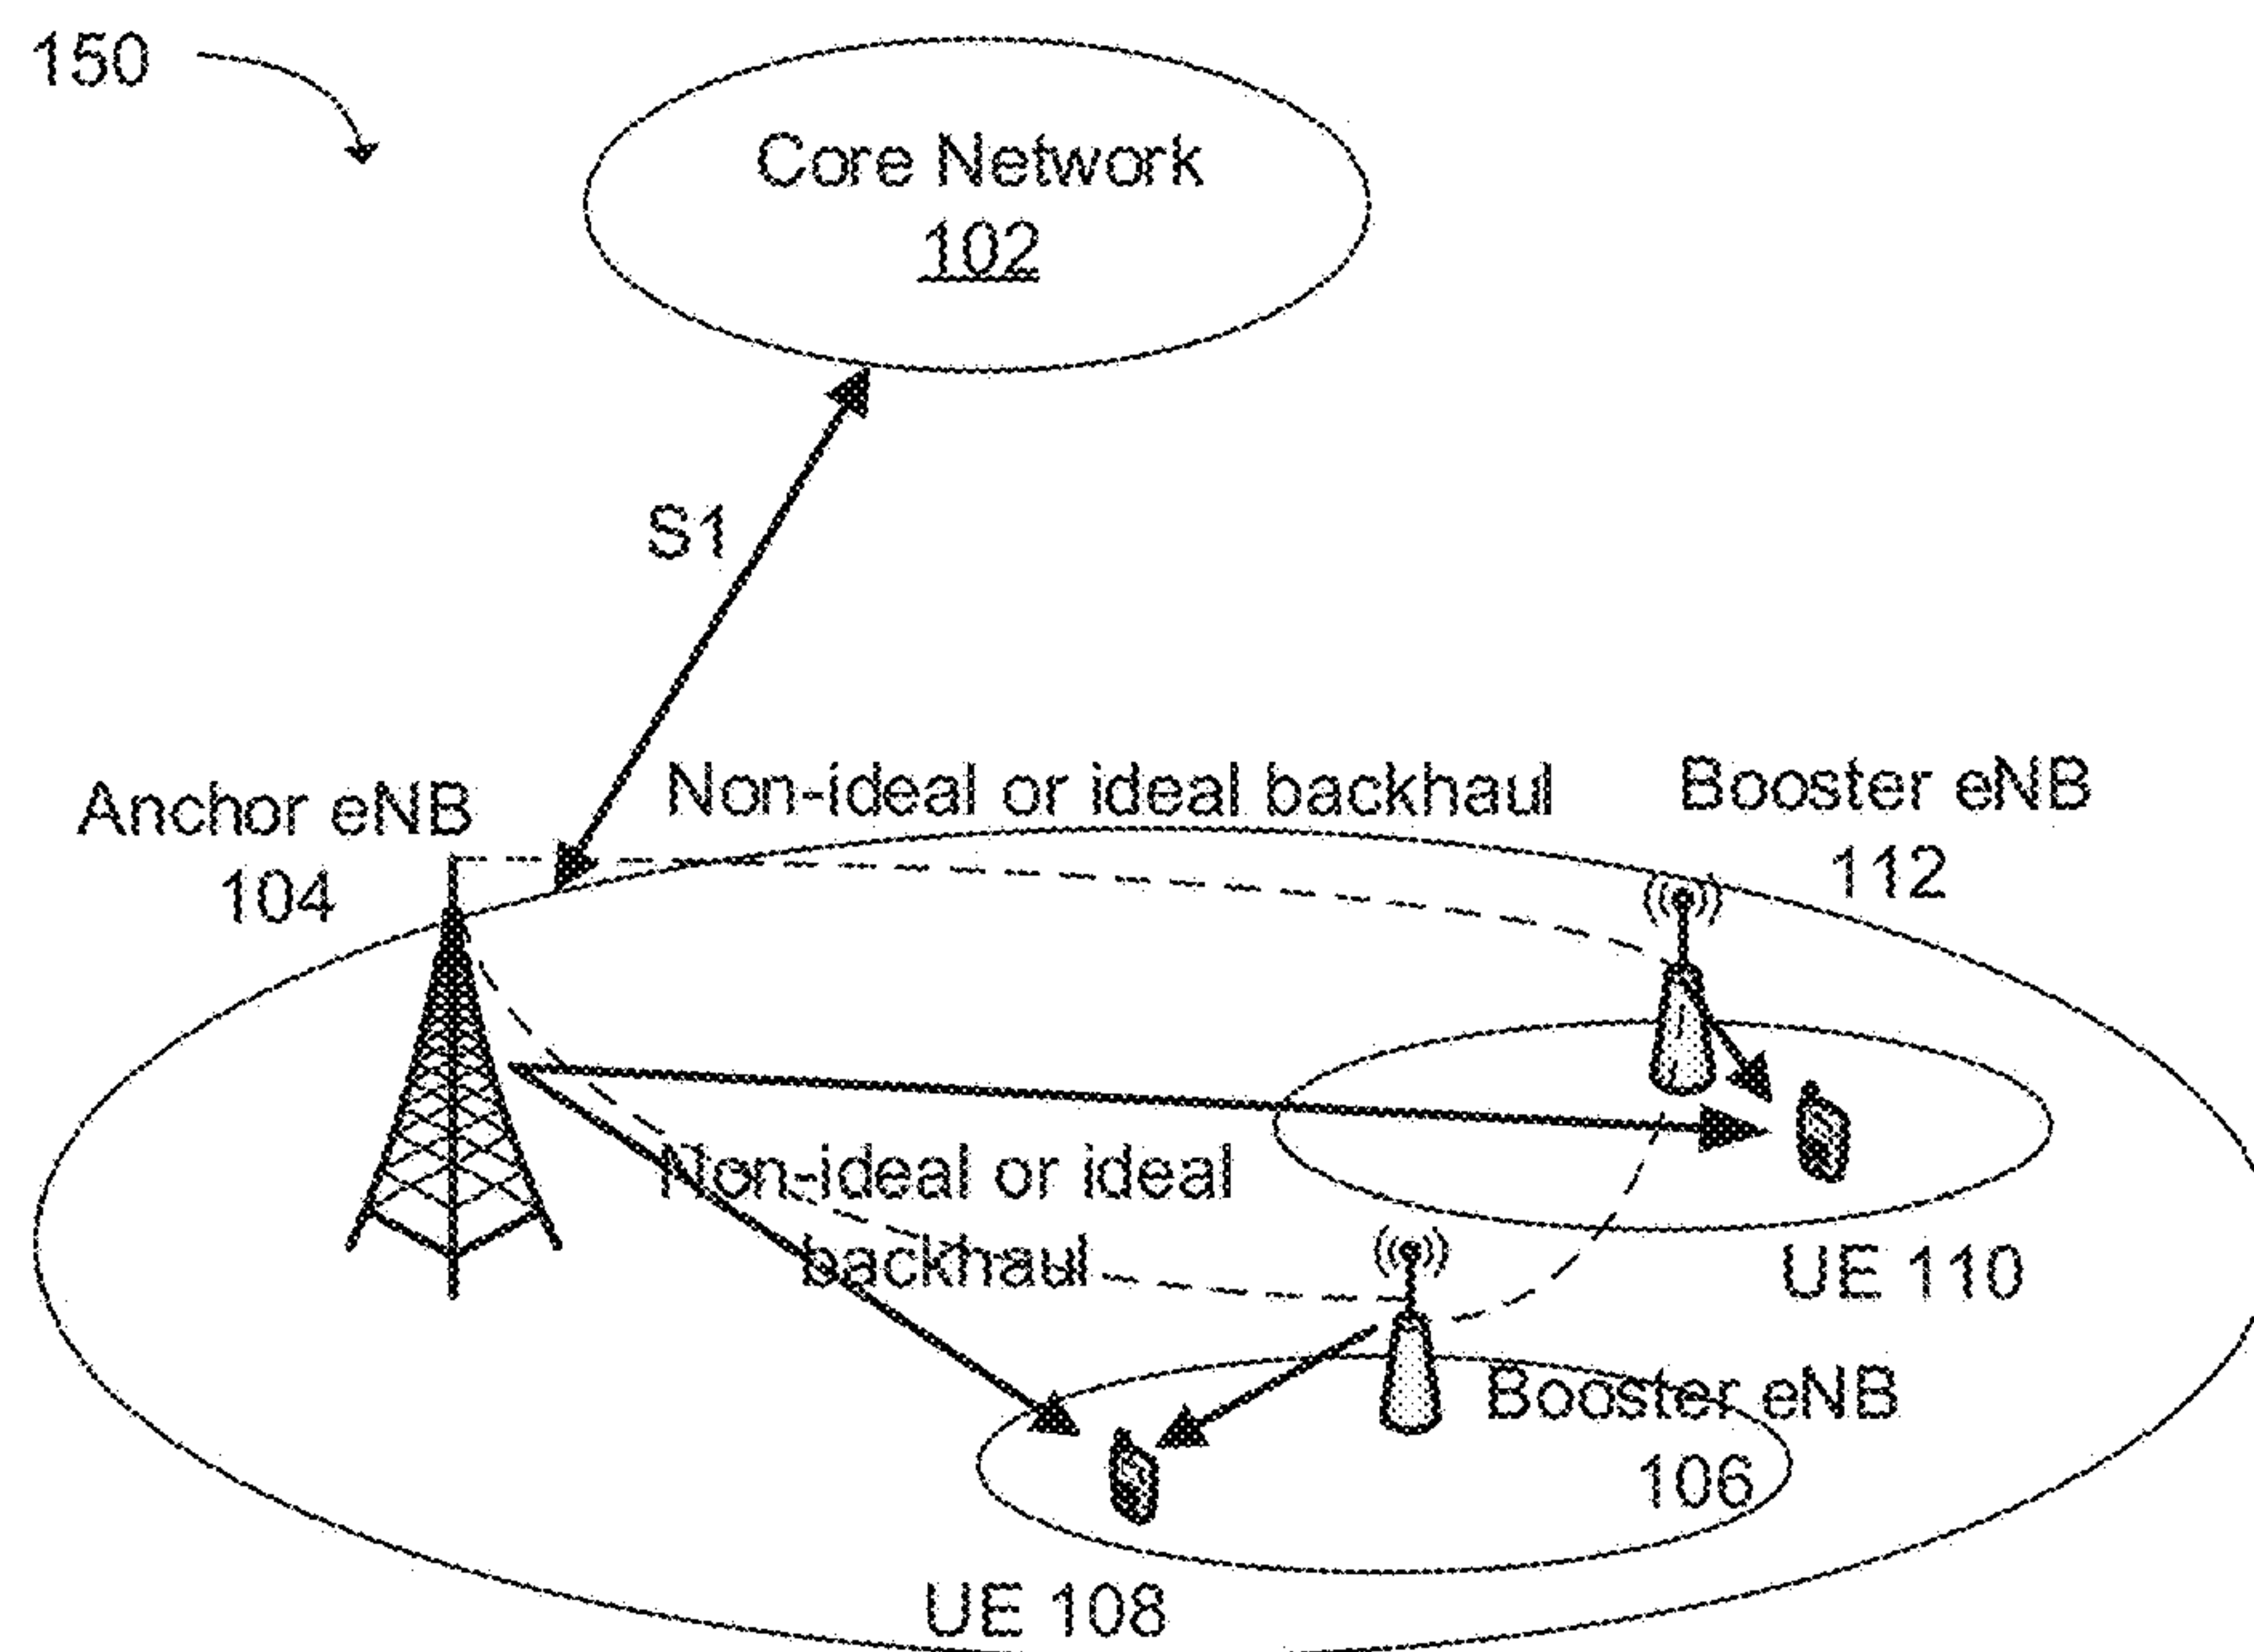 150
Core Network
102
S1
Non-ideal or ideal backhaul
Anchor eNB
104
Booster eNB
112
Non-ideal or ideal
backhaul
UE 110
Booster eNB
106
UE 108